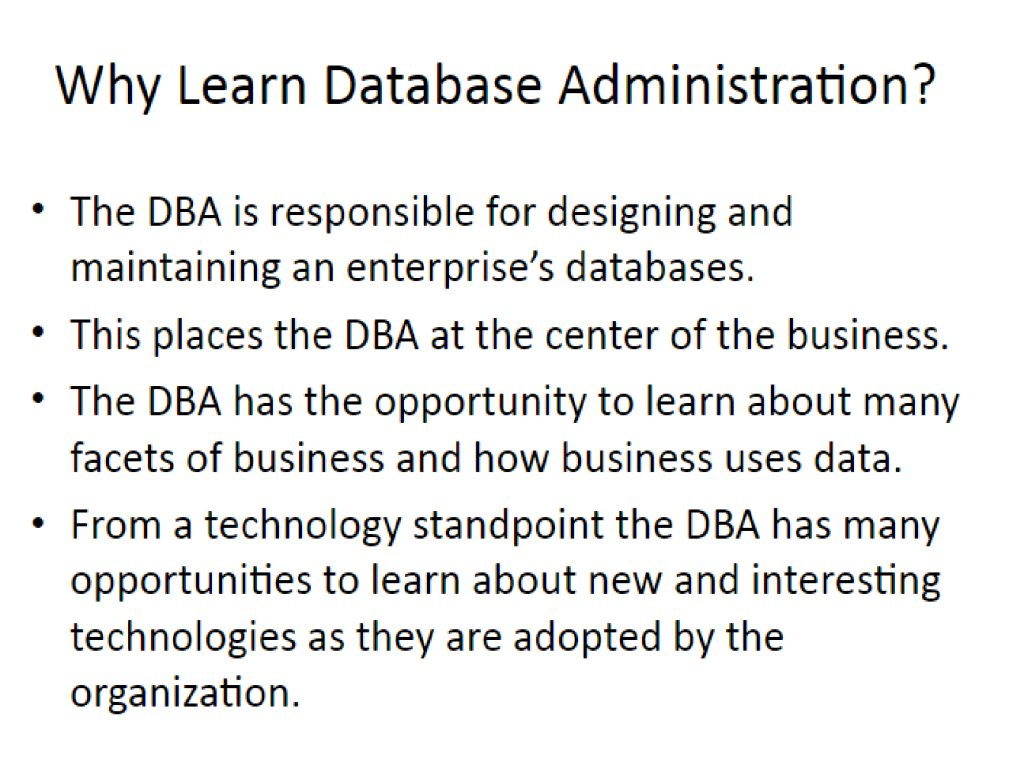 Why Learn Database Administration?
• The DBA is responsible for designing and
maintaining an enterprise’s databases.
• This places the DBA at the center of the business.
• The DBA has the opportunity to learn about many
facets of business and how business uses data.
• From a technology standpoint the DBA has many
opportunities to learn about new and interesting
technologies as they are adopted by the
organization.